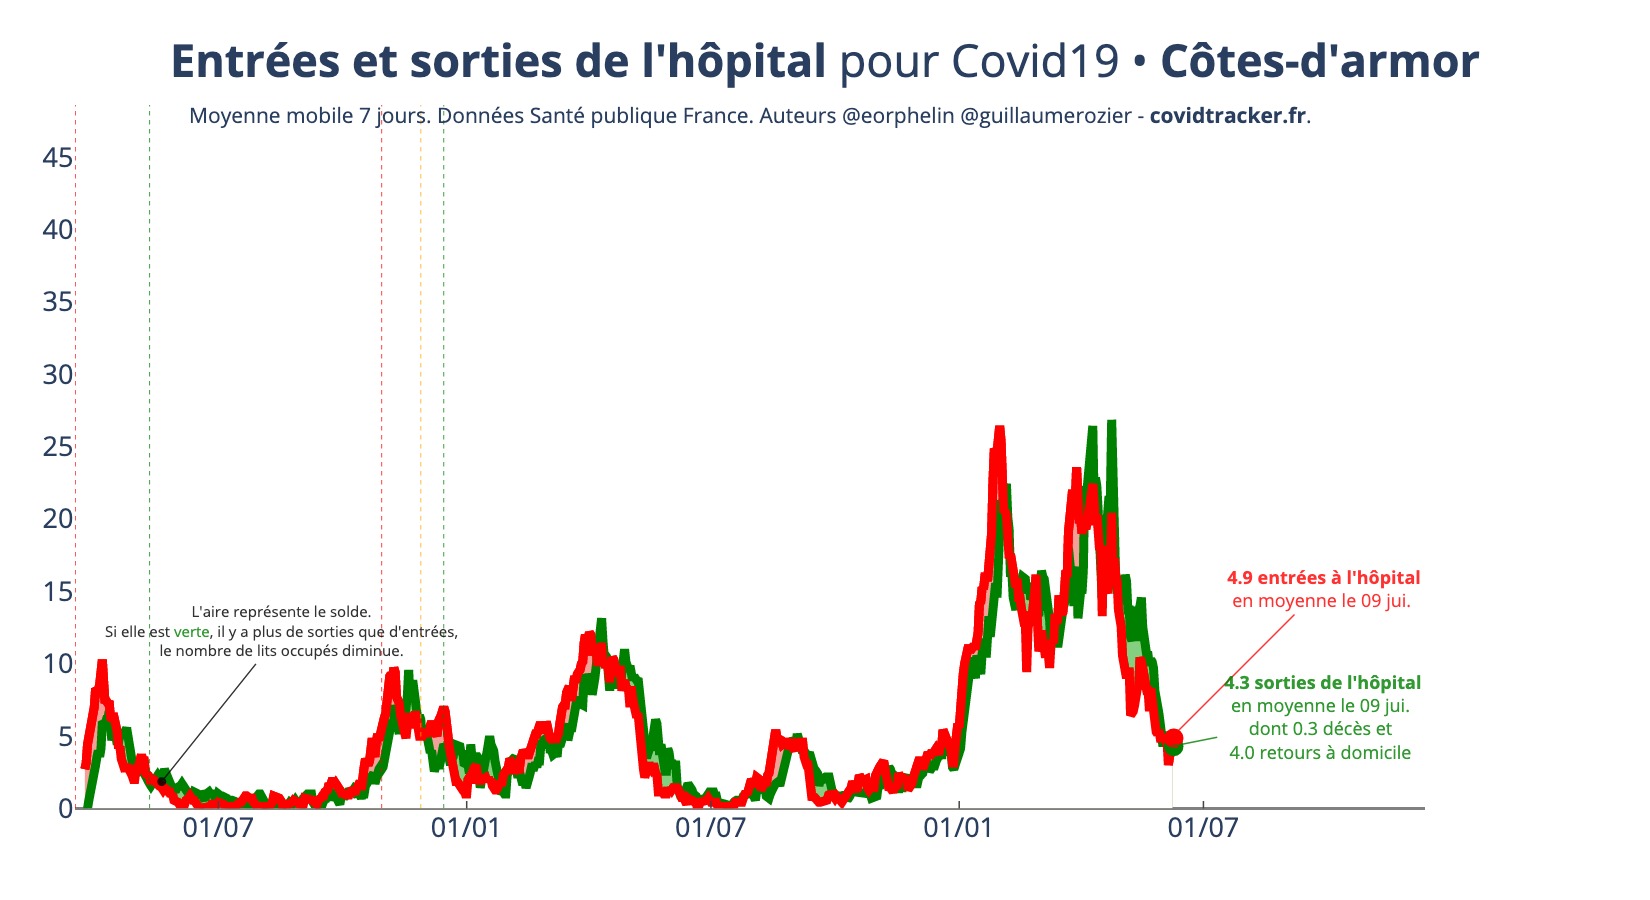 Entrées et sorties de l'hôpital pour Covid19 • Côtes-d'armor
Moyenne mobile 7 jours. Données Santé publique France. Auteurs @eorphelin @guillaumerozier - covidtracker.fr.
45
40
35
30
25
20
15
10
5
0
L'aire représente le solde.
Si elle est verte, il y a plus de sorties que d'entrées,
le nombre de lits occupés diminue.
4.9 entrées à l'hôpital
en moyenne le 09 jui.
4.3 sorties de l'hôpital
en moyenne le 09 jui.
dont 0.3 décès et
4.0 retours à domicile
01/07
01/01
01/07
01/01
01/07